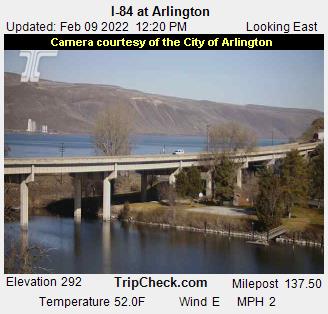 I-84 at Arlington
Updated: Feb 09 2022 12:20 PM Looking East
Camera courtesy of the City of Arlington
Elevation 292 TripCheck.com Milepost 137.50
Temperature 52.0F Wind E MPH 2